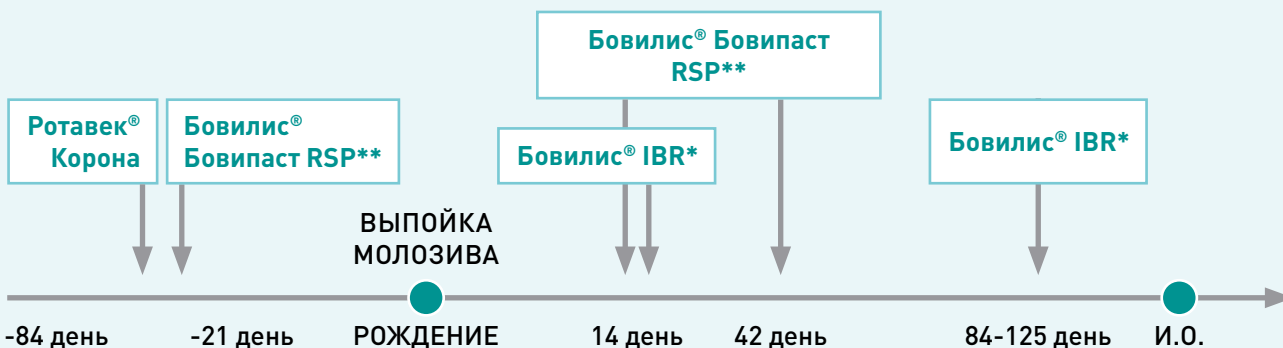 Бовилис® Бовипаст
RSP**
Ротавек®
Корона
Бовилис®
Бовипаст RSP**
Бовилис® IBR*
Бовилис® IBR*
ВЫПОЙКА
МОЛОЗИВА
-84 день
-21 день
РОЖДЕНИЕ
14 день
42 день
84-125 день
И.О.